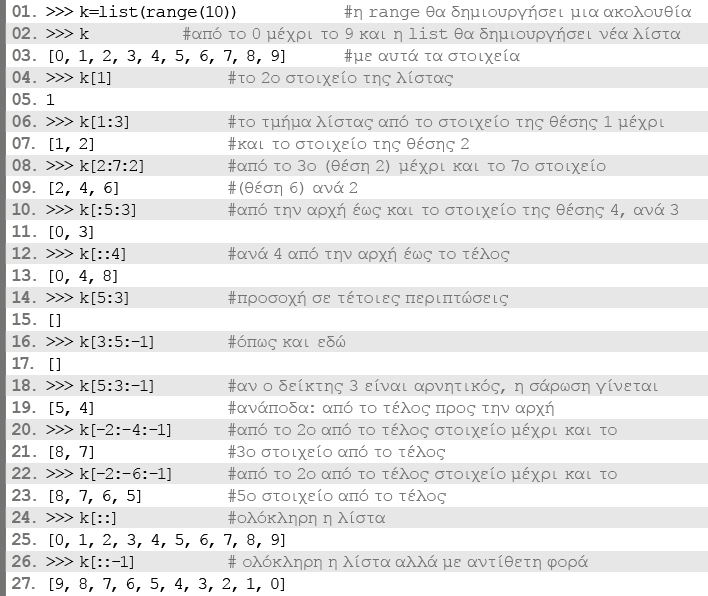 01. >>> k=list(range(10)) #η range θα δημιουργήσει μια ακολουθία
02. >>> k #από το 0 μέχρι το 9 και η list θα δημιουργήσει νέα λίστα
03. [0, 1, 2, 3, 4, 5, 6, 7, 8, 9] #με αυτά τα στοιχεία
04. >>> k[1] #το 2ο στοιχείο της λίστας
05. 1
06. >>> k[1:3] #το τμήμα λίστας από το στοιχείο της θέσης 1 μέχρι
07. [1, 2] #και το στοιχείο της θέσης 2
08. >>> k[2:7:2] #από το 3ο (θέση 2) μέχρι και το 7ο στοιχείο
09. [2, 4, 6] #(θέση 6) ανά 2
10. >>> k[:5:3] #από την αρχή έως και το στοιχείο της θέσης 4, ανά 3
11. [0, 3]
12. >>> k[::4] #ανά 4 από την αρχή έως το τέλος
13. [0, 4, 8]
14. >>> k[5:3] #προσοχή σε τέτοιες περιπτώσεις
15. []
16. >>> k[3:5:-1] #όπως και εδώ
17. []
18. >>> k[5:3:-1] #αν ο δείκτης 3 είναι αρνητικός, η σάρωση γίνεται
19. [5, 4] #ανάποδα: από το τέλος προς την αρχή
20. >>> k[-2:-4:-1] #από το 2ο από το τέλος στοιχείο μέχρι και το
21. [8, 7] #3ο στοιχείο από το τέλος
22. >>> k[-2:-6:-1] #από το 2ο από το τέλος στοιχείο μέχρι και το
23. [8, 7, 6, 5] #5ο στοιχείο από το τέλος
24. >>> k[::] #ολόκληρη η λίστα
25. [0, 1, 2, 3, 4, 5, 6, 7, 8, 9]
26. >>> k[::-1] # ολόκληρη η λίστα αλλά με αντίθετη φορά
27. [9, 8, 7, 6, 5, 4, 3, 2, 1, 0]